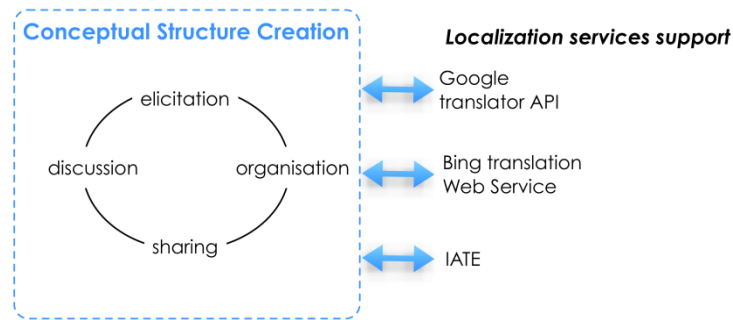 Conceptual Structure Creation
Localization services support
elicitation
discussion
organisation
sharing
Google
translator API
Bing translation
Web Service
IATE